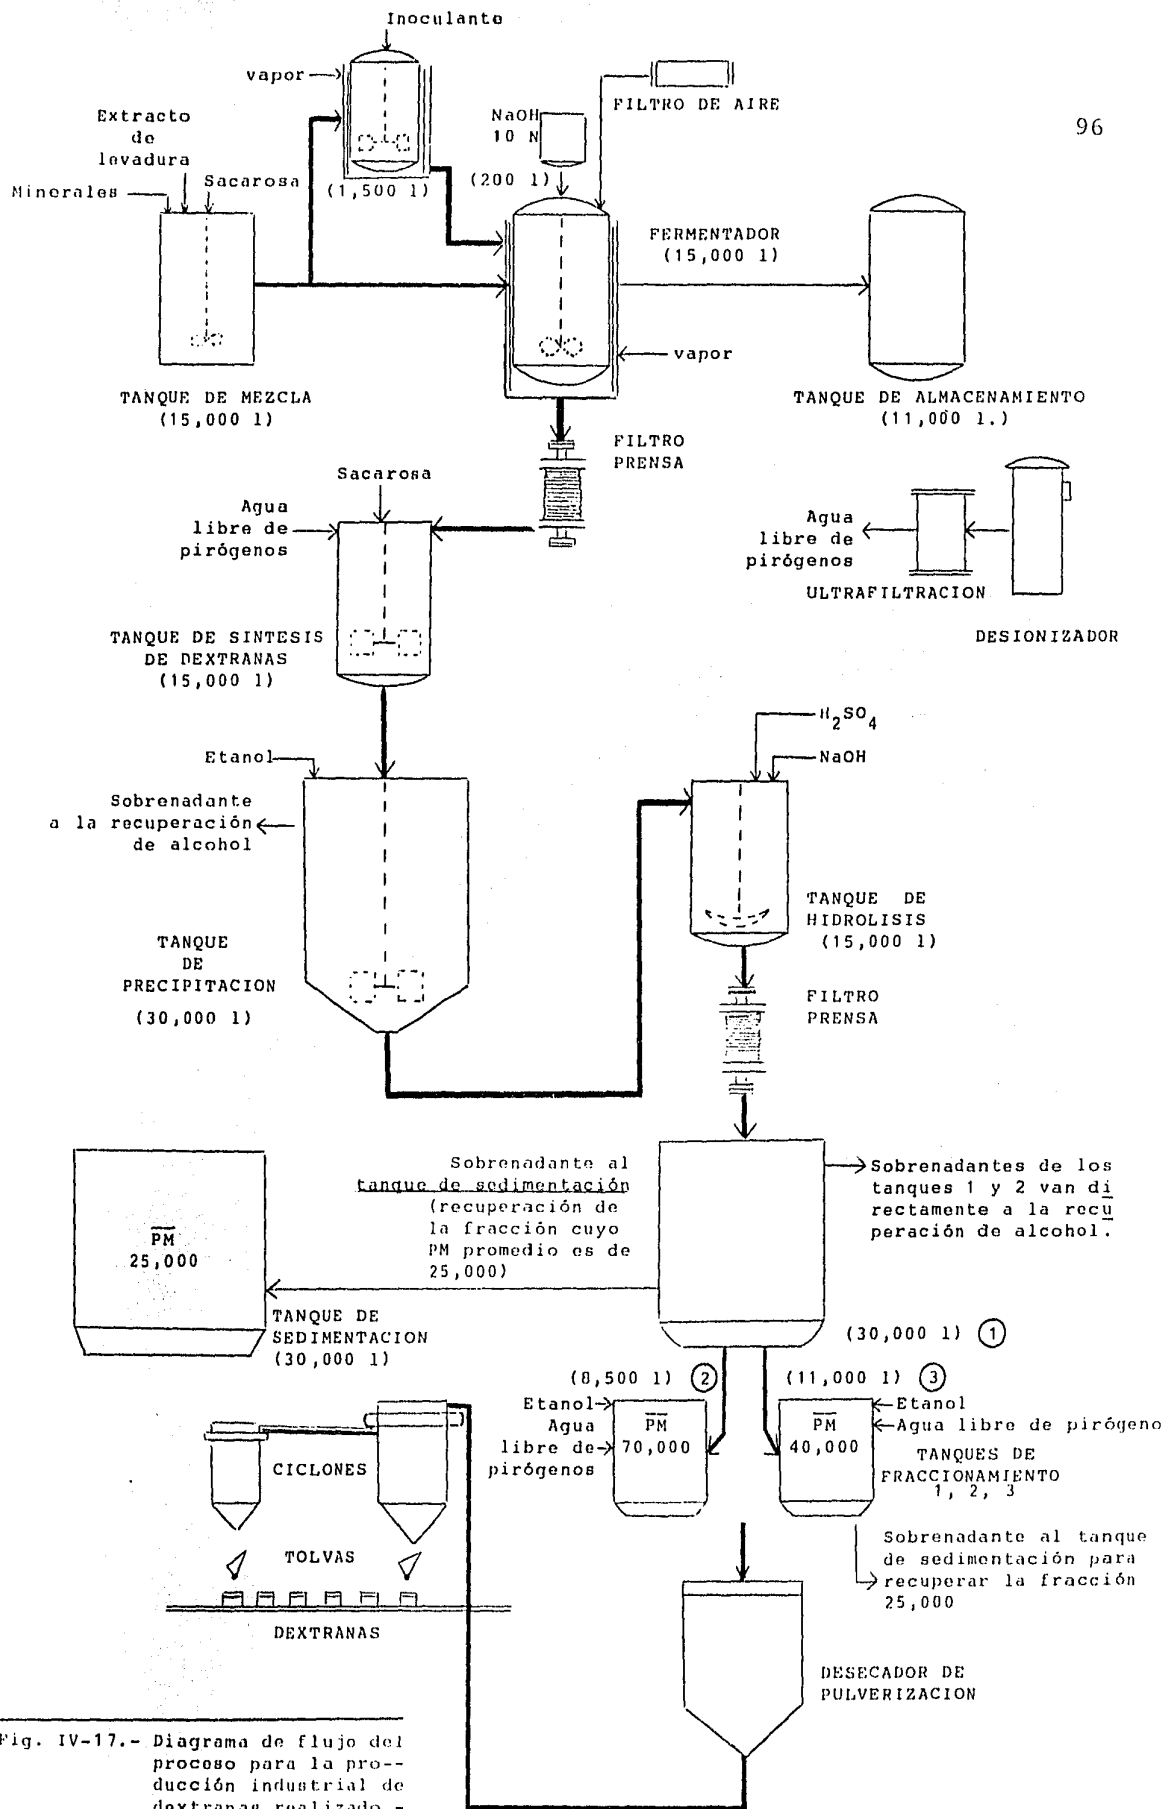 96
Inoculante
vapor
FILTRO DE AIRE
NaOH
10 N
(200 l)
Extracto
de
levadura
Minerales
Sacarosa
(1,500 l)
FERMENTADOR
(15,000 l)
vapor
TANQUE DE MEZCLA
(15,000 l)
TANQUE DE ALMACENAMIENTO
(11,000 l.)
FILTRO
PRENSA
Sacarosa
Agua
libre de
pirógenos
Agua
libre de
pirógenos
ULTRAFILTRACION
DESIONIZADOR
TANQUE DE SINTESIS
DE DEXTRANAS
(15,000 l)
H2SO4
NaOH
Etanol
Sobrenadante
a la recuperación
de alcohol
TANQUE DE
HIDROLISIS
(15,000 l)
TANQUE
DE
PRECIPITACION
(30,000 l)
FILTRO
PRENSA
Sobrenadante al
tanque de sedimentación
(recuperación de
la fracción cuyo
PM promedio es de
25,000)
Sobrenadantes de los
tanques 1 y 2 van di
rectamente a la recu
peración de alcohol.
PM
25,000
TANQUE DE
SEDIMENTACION
(30,000 l)
(30,000 l) 1
(8,500 l) 2
(11,000 l) 3
Etanol
Agua
libre de
pirógenos
PM
70,000
PM
40,000
Etanol
Agua libre de pirógeno
TANQUES DE
FRACCIONAMIENTO
1, 2, 3
CICLONES
TOLVAS
DEXTRANAS
Sobrenadante al tanque
de sedimentación para
recuperar la fracción
25,000
DESECADOR DE
PULVERIZACION
Fig. IV-17.- Diagrama de flujo del
proceso para la pro--
ducción industrial de
dextranas realizado -